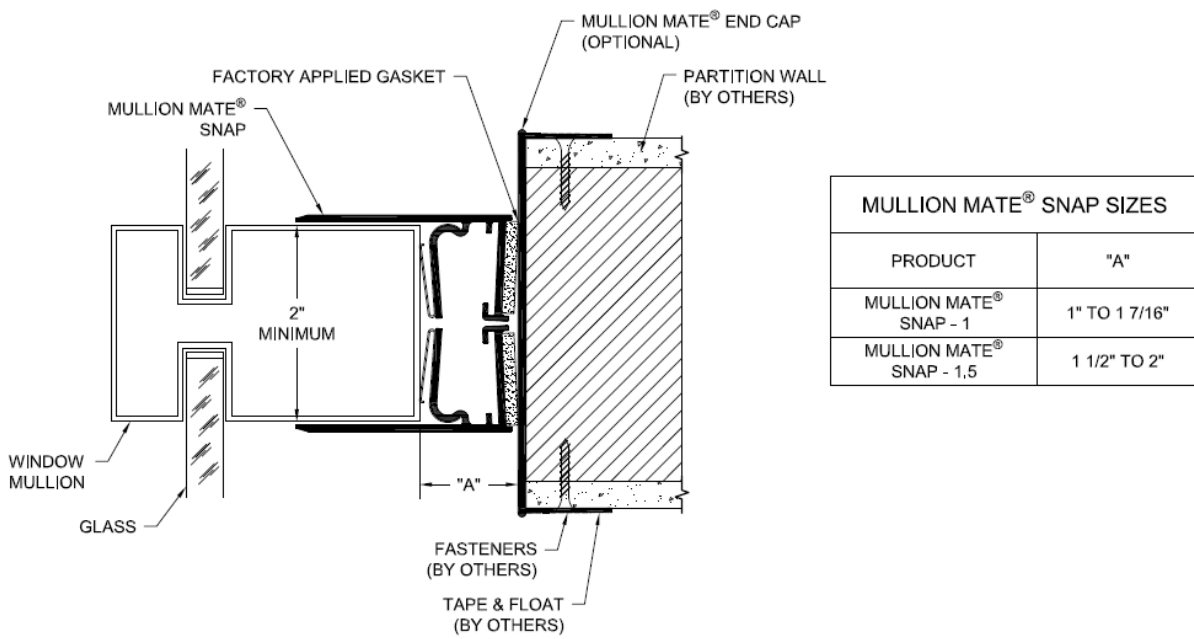 MULLION MATE® END CAP
(OPTIONAL)
FACTORY APPLIED GASKET
PARTITION WALL
(BY OTHERS)
MULLION MATE®
SNAP
2"
MINIMUM
WINDOW
MULLION
GLASS
"A"
FASTENERS
(BY OTHERS)
TAPE & FLOAT
(BY OTHERS)
MULLION MATE® SNAP SIZES
PRODUCT "A"
MULLION MATE®
SNAP - 1
1" TO 1 7/16"
MULLION MATE®
SNAP - 1,5
1 1/2" TO 2"